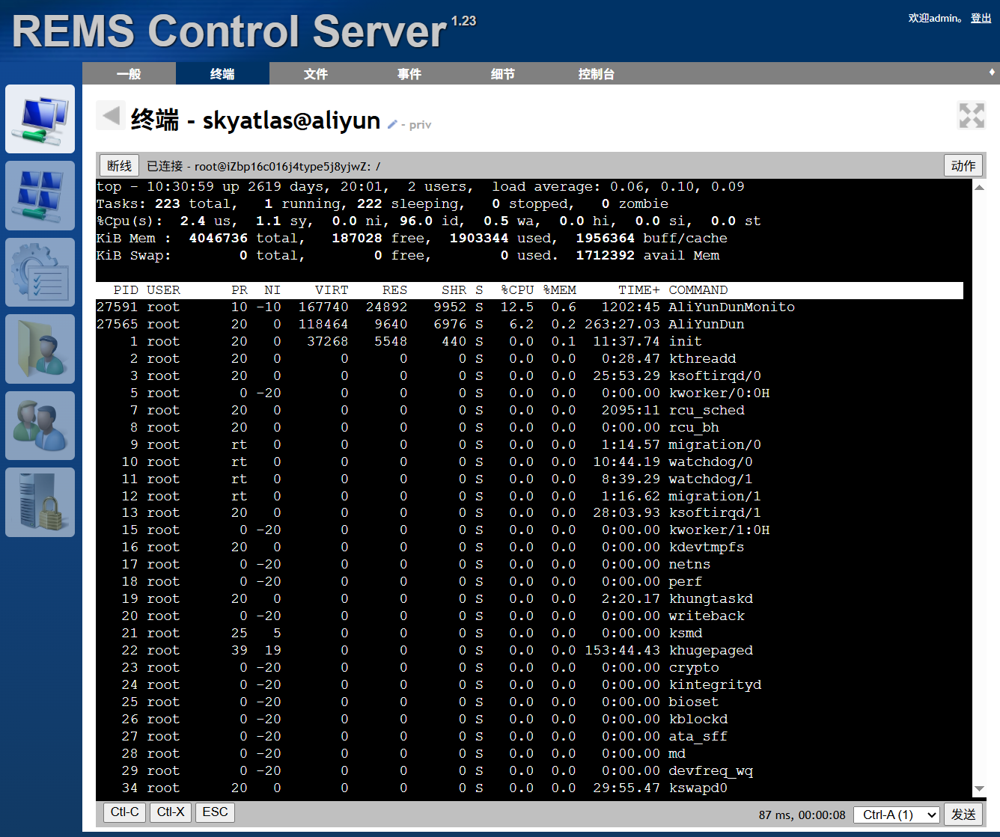 REMS Control Server 1.23
欢迎admin。 登出
一般 终端 文件 事件 细节 控制台
终端 - skyatlas@aliyun - priv
断线 已连接 - root@iZbp16c016j4type5j8yjwZ: / 动作
top - 10:30:59 up 2619 days, 20:01,  2 users,  load average: 0.06, 0.10, 0.09
Tasks: 223 total,   1 running, 222 sleeping,   0 stopped,   0 zombie
%Cpu(s):  2.4 us,  1.1 sy,  0.0 ni, 96.0 id,  0.5 wa,  0.0 hi,  0.0 si,  0.0 st
KiB Mem :  4046736 total,   187028 free,  1903344 used,  1956364 buff/cache
KiB Swap:        0 total,        0 free,        0 used.  1712392 avail Mem
PID USER      PR  NI    VIRT    RES    SHR S  %CPU %MEM     TIME+ COMMAND
27591 root      10 -10  167740  24892   9952 S  12.5  0.6   1202:45 AliYunDunMonito
27565 root      20   0  118464   9640   6976 S   6.2  0.2 263:27.03 AliYunDun
1 root      20   0   37268   5548    440 S   0.0  0.1  11:37.74 init
2 root      20   0       0      0      0 S   0.0  0.0   0:28.47 kthreadd
3 root      20   0       0      0      0 S   0.0  0.0  25:53.29 ksoftirqd/0
5 root       0 -20       0      0      0 S   0.0  0.0   0:00.00 kworker/0:0H
7 root      20   0       0      0      0 S   0.0  0.0   2095:11 rcu_sched
8 root      20   0       0      0      0 S   0.0  0.0   0:00.00 rcu_bh
9 root      rt   0       0      0      0 S   0.0  0.0   1:14.57 migration/0
10 root      rt   0       0      0      0 S   0.0  0.0  10:44.19 watchdog/0
11 root      rt   0       0      0      0 S   0.0  0.0   8:39.29 watchdog/1
12 root      rt   0       0      0      0 S   0.0  0.0   1:16.62 migration/1
13 root      20   0       0      0      0 S   0.0  0.0  28:03.93 ksoftirqd/1
15 root       0 -20       0      0      0 S   0.0  0.0   0:00.00 kworker/1:0H
16 root      20   0       0      0      0 S   0.0  0.0   0:00.00 kdevtmpfs
17 root       0 -20       0      0      0 S   0.0  0.0   0:00.00 netns
18 root       0 -20       0      0      0 S   0.0  0.0   0:00.00 perf
19 root      20   0       0      0      0 S   0.0  0.0   2:20.17 khungtaskd
20 root       0 -20       0      0      0 S   0.0  0.0   0:00.00 writeback
21 root      25   5       0      0      0 S   0.0  0.0   0:00.00 ksmd
22 root      39  19       0      0      0 S   0.0  0.0 153:44.43 khugepaged
23 root       0 -20       0      0      0 S   0.0  0.0   0:00.00 crypto
24 root       0 -20       0      0      0 S   0.0  0.0   0:00.00 kintegrityd
25 root       0 -20       0      0      0 S   0.0  0.0   0:00.00 bioset
26 root       0 -20       0      0      0 S   0.0  0.0   0:00.00 kblockd
27 root       0 -20       0      0      0 S   0.0  0.0   0:00.00 ata_sff
28 root       0 -20       0      0      0 S   0.0  0.0   0:00.00 md
29 root       0 -20       0      0      0 S   0.0  0.0   0:00.00 devfreq_wq
34 root      20   0       0      0      0 S   0.0  0.0  29:55.47 kswapd0
Ctl-C Ctl-X ESC 87 ms, 00:00:08 Ctrl-A (1) 发送